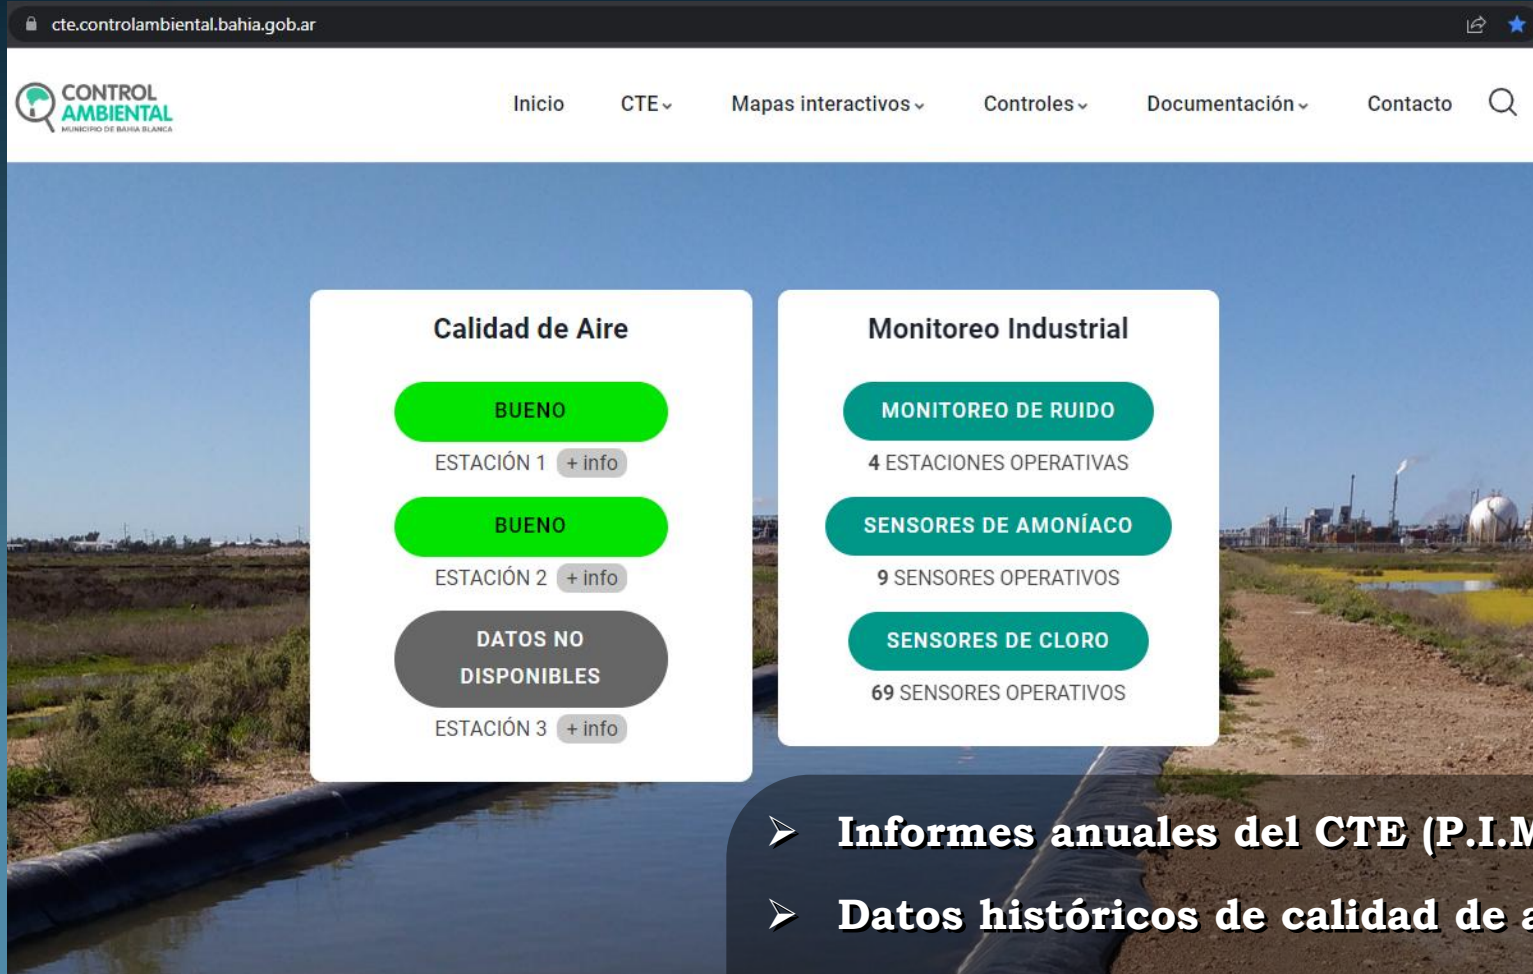 cte.controlambiental.bahia.gob.ar
CONTROL
AMBIENTAL
MUNICIPIO DE BAHIA BLANCA
Inicio CTE Mapas interactivos Controles Documentación Contacto
Calidad de Aire
BUENO
ESTACIÓN 1 + info
BUENO
ESTACIÓN 2 + info
DATOS NO
DISPONIBLES
ESTACIÓN 3 + info
Monitoreo Industrial
MONITOREO DE RUIDO
4 ESTACIONES OPERATIVAS
SENSORES DE AMONÍACO
9 SENSORES OPERATIVOS
SENSORES DE CLORO
69 SENSORES OPERATIVOS
➢ Informes anuales del CTE (P.I.M
➢ Datos históricos de calidad de a